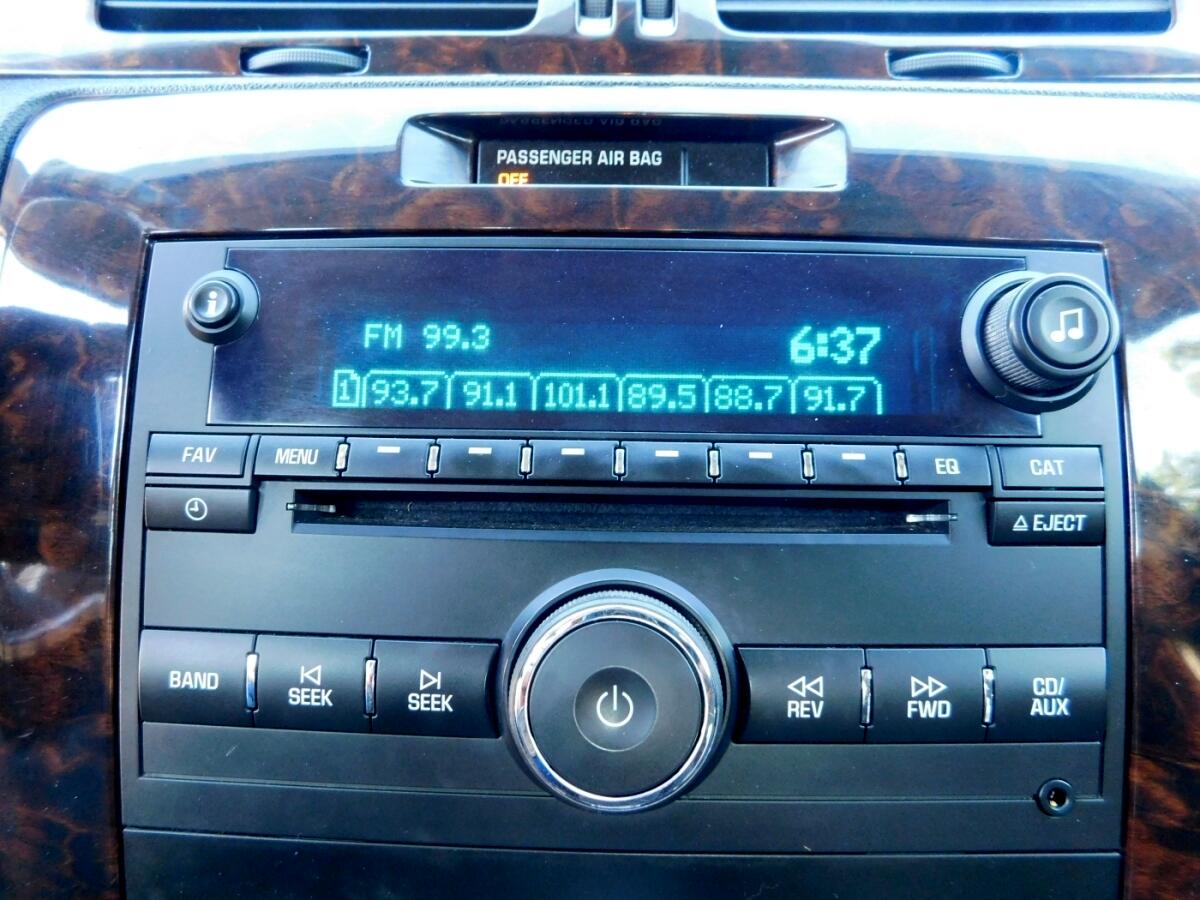 PASSENGER AIR BAG
OFF
i
FM 99.3 6:37
1 93.7 91.1 101.1 89.5 88.7 91.7
FAV MENU EQ CAT
EJECT
BAND SEEK SEEK REV FWD CD/
AUX